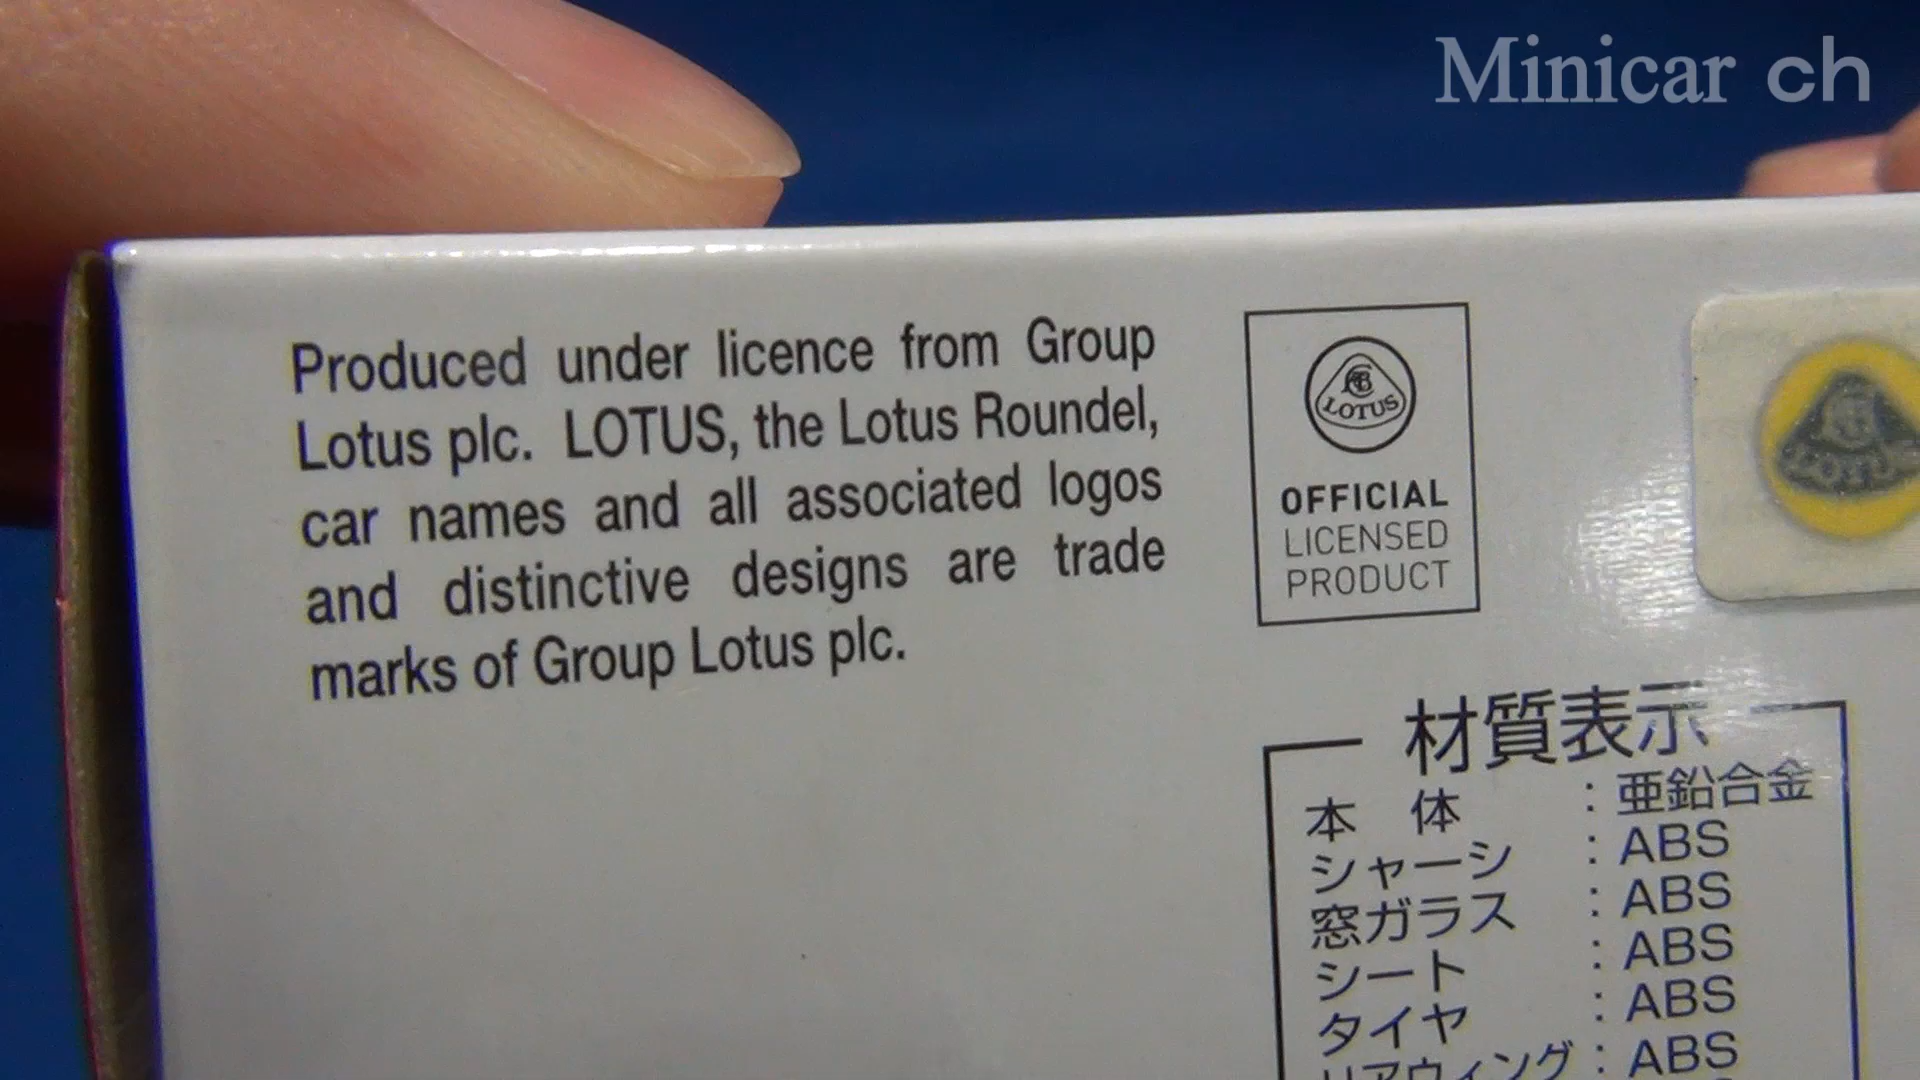 Minicar ch
Produced under licence from Group
Lotus plc. LOTUS, the Lotus Roundel,
car names and all associated logos
and distinctive designs are trade
marks of Group Lotus plc.
LOTUS
OFFICIAL
LICENSED
PRODUCT
LOTUS
材質表示
本体 : 亜鉛合金
シャーシ : ABS
窓ガラス : ABS
シート : ABS
タイヤ : ABS
リアウィング : ABS